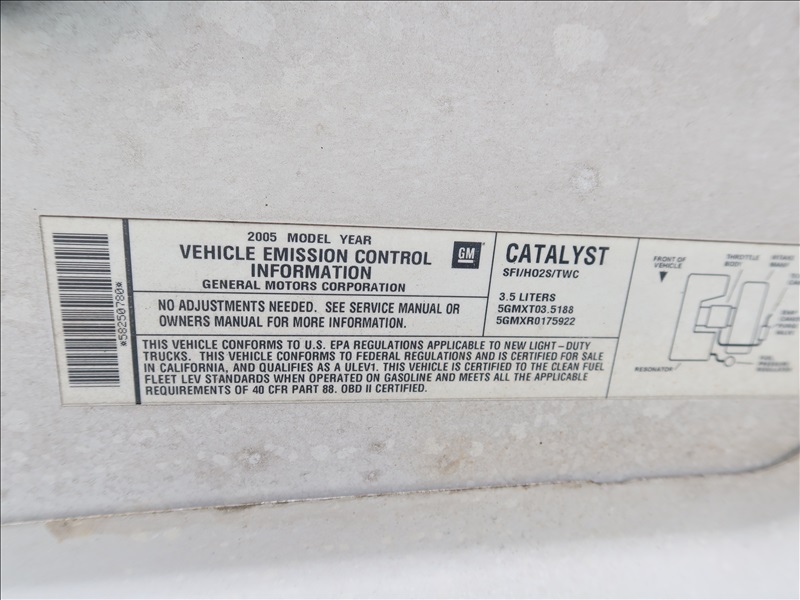 *58250780*
2005 MODEL YEAR
VEHICLE EMISSION CONTROL
INFORMATION
GENERAL MOTORS CORPORATION
GM
NO ADJUSTMENTS NEEDED. SEE SERVICE MANUAL OR
OWNERS MANUAL FOR MORE INFORMATION.
CATALYST
SFI/HO2S/TWC
3.5 LITERS
5GMXT03.5188
5GMXR0175922
THIS VEHICLE CONFORMS TO U.S. EPA REGULATIONS APPLICABLE TO NEW LIGHT-DUTY
TRUCKS. THIS VEHICLE CONFORMS TO FEDERAL REGULATIONS AND IS CERTIFIED FOR SALE
IN CALIFORNIA, AND QUALIFIES AS A ULEV1. THIS VEHICLE IS CERTIFIED TO THE CLEAN FUEL
FLEET LEV STANDARDS WHEN OPERATED ON GASOLINE AND MEETS ALL THE APPLICABLE
REQUIREMENTS OF 40 CFR PART 88. OBD II CERTIFIED.
FRONT OF
VEHICLE
THROTTLE
BODY
INTAKE
RESONATOR
FUEL
PRESSURE
REGULATOR